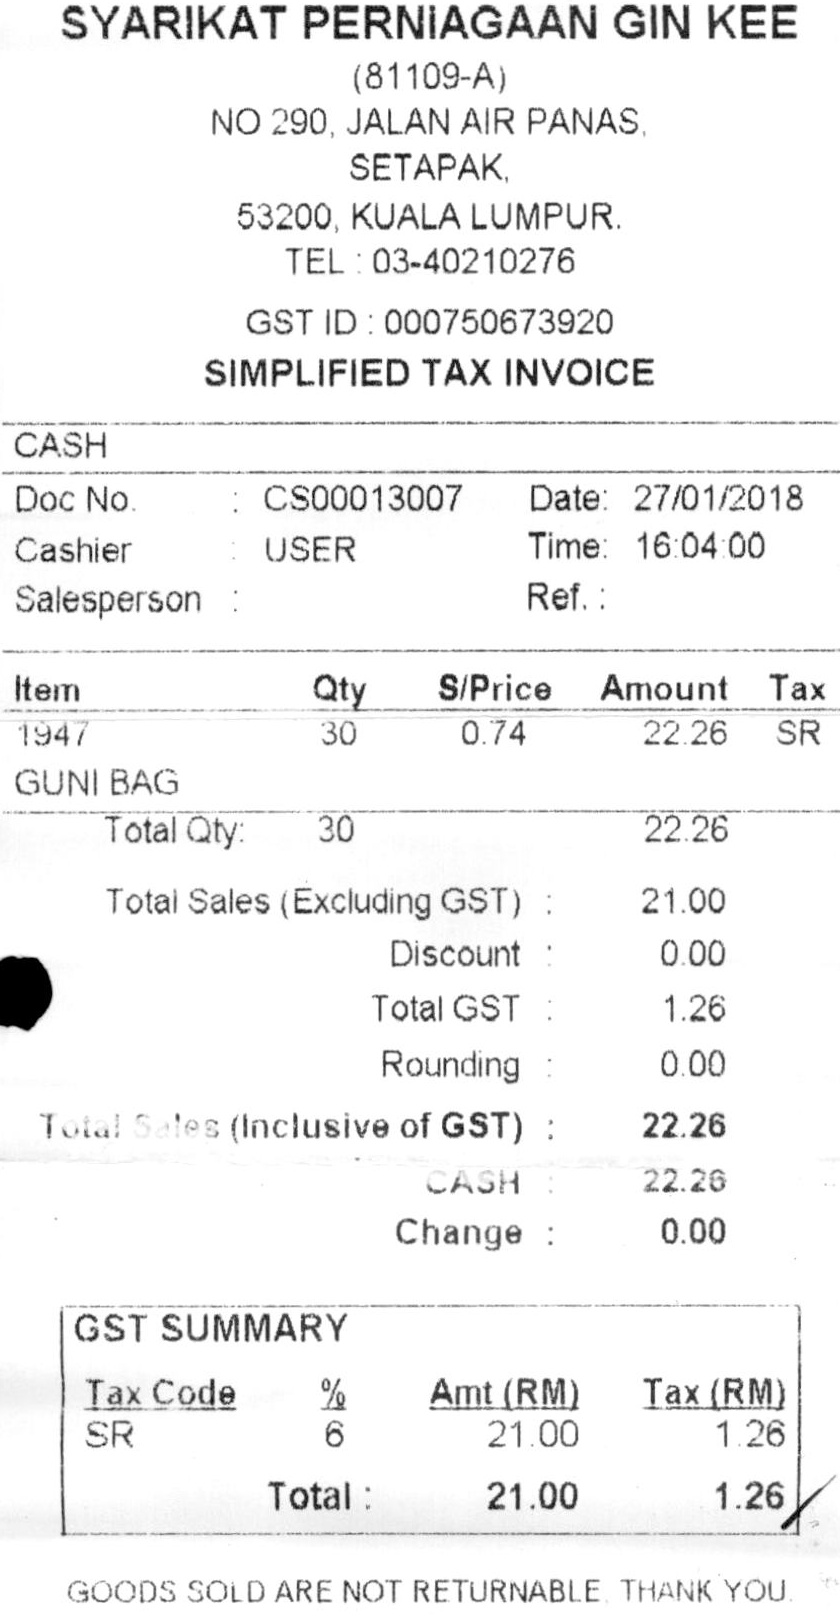 SYARIKAT PERNIAGAAN GIN KEE
(81109-A)
NO 290, JALAN AIR PANAS,
SETAPAK,
53200, KUALA LUMPUR.
TEL : 03-40210276
GST ID : 000750673920
SIMPLIFIED TAX INVOICE
CASH
Doc No. : CS00013007 Date: 27/01/2018
Cashier : USER Time: 16:04:00
Salesperson : Ref. :
Item Qty S/Price Amount Tax
1947 30 0.74 22.26 SR
GUNI BAG
Total Qty: 30 22.26
Total Sales (Excluding GST) : 21.00
Discount : 0.00
Total GST : 1.26
Rounding : 0.00
Total Sales (Inclusive of GST) : 22.26
CASH : 22.26
Change : 0.00
GST SUMMARY
Tax Code % Amt (RM) Tax (RM)
SR 6 21.00 1.26
Total : 21.00 1.26
GOODS SOLD ARE NOT RETURNABLE, THANK YOU.